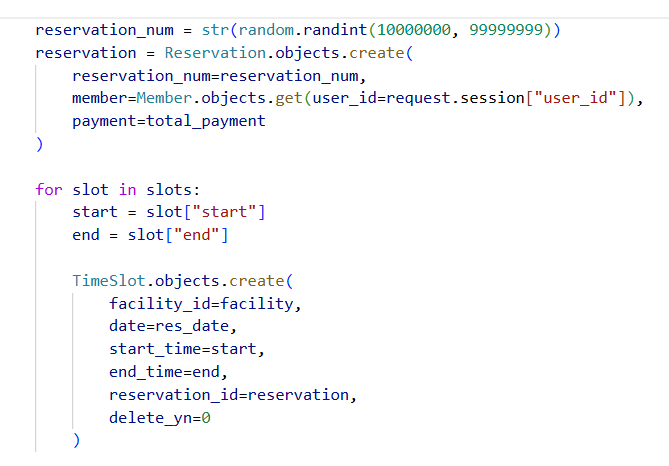 reservation_num = str(random.randint(10000000, 99999999))
reservation = Reservation.objects.create(
    reservation_num=reservation_num,
    member=Member.objects.get(user_id=request.session["user_id"]),
    payment=total_payment
)

for slot in slots:
    start = slot["start"]
    end = slot["end"]

    TimeSlot.objects.create(
        facility_id=facility,
        date=res_date,
        start_time=start,
        end_time=end,
        reservation_id=reservation,
        delete_yn=0
    )